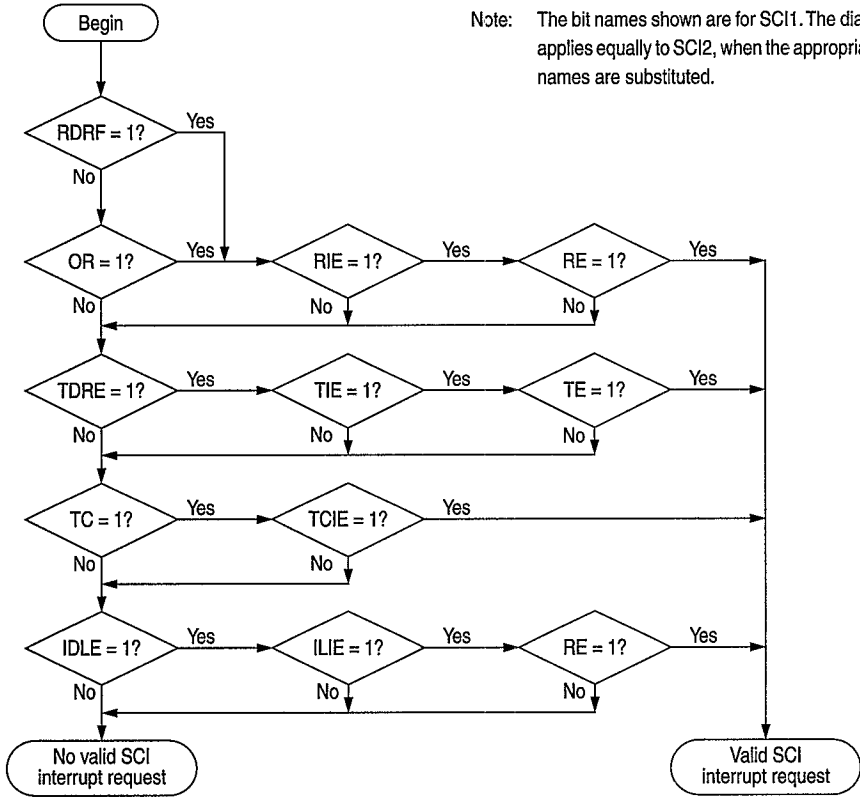 Begin
Note: The bit names shown are for SCI1. The
applies equally to SCI2, when the
names are substituted.
RDRF = 1?
Yes
No
OR = 1?
Yes
RIE = 1?
Yes
RE = 1?
Yes
No
No
No
TDRE = 1?
Yes
TIE = 1?
Yes
TE = 1?
Yes
No
No
No
TC = 1?
Yes
TCIE = 1?
Yes
No
No
IDLE = 1?
Yes
ILIE = 1?
Yes
RE = 1?
Yes
No
No
No
No valid SCI
interrupt request
Valid SCI
interrupt request